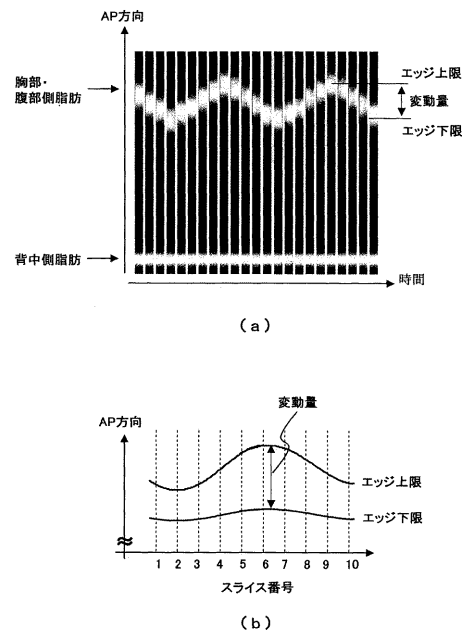 AP方向
胸部・
腹部側脂肪
エッジ上限
変動量
エッジ下限
背中側脂肪
時間
(a)
変動量
AP方向
エッジ上限
エッジ下限
1 2 3 4 5 6 7 8 9 10
スライス番号
(b)